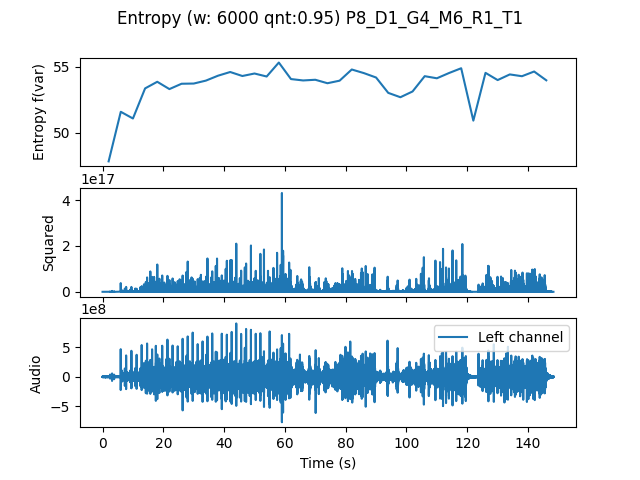 Entropy (w: 6000 qnt:0.95) P8_D1_G4_M6_R1_T1
Entropy f(var)
55
50
1e17
Squared
4
2
0
1e8
Audio
5
0
−5
Left channel
0 20 40 60 80 100 120 140
Time (s)